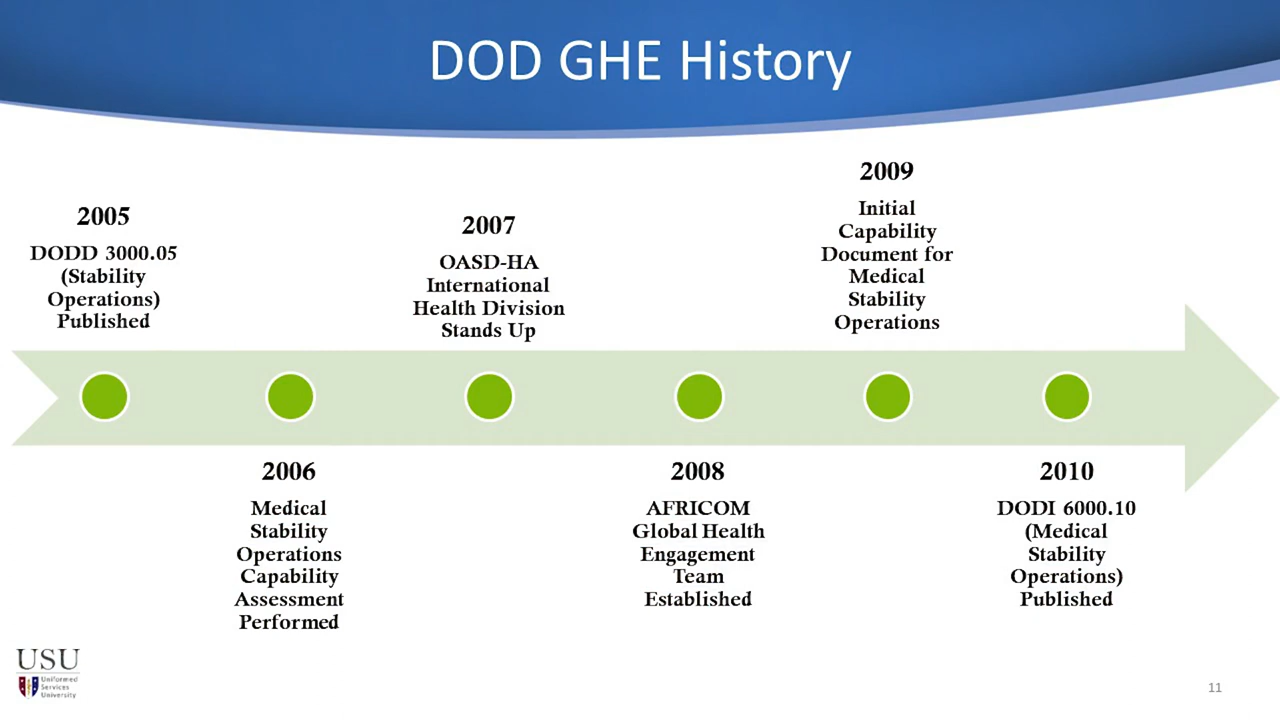 DOD GHE History
2005
DODD 3000.05
(Stability
Operations)
Published
2006
Medical
Stability
Operations
Capability
Assessment
Performed
2007
OASD-HA
International
Health Division
Stands Up
2008
AFRICOM
Global Health
Engagement
Team
Established
2009
Initial
Capability
Document for
Medical
Stability
Operations
2010
DODI 6000.10
(Medical
Stability
Operations)
Published
USU
Uniformed
Services
University
11